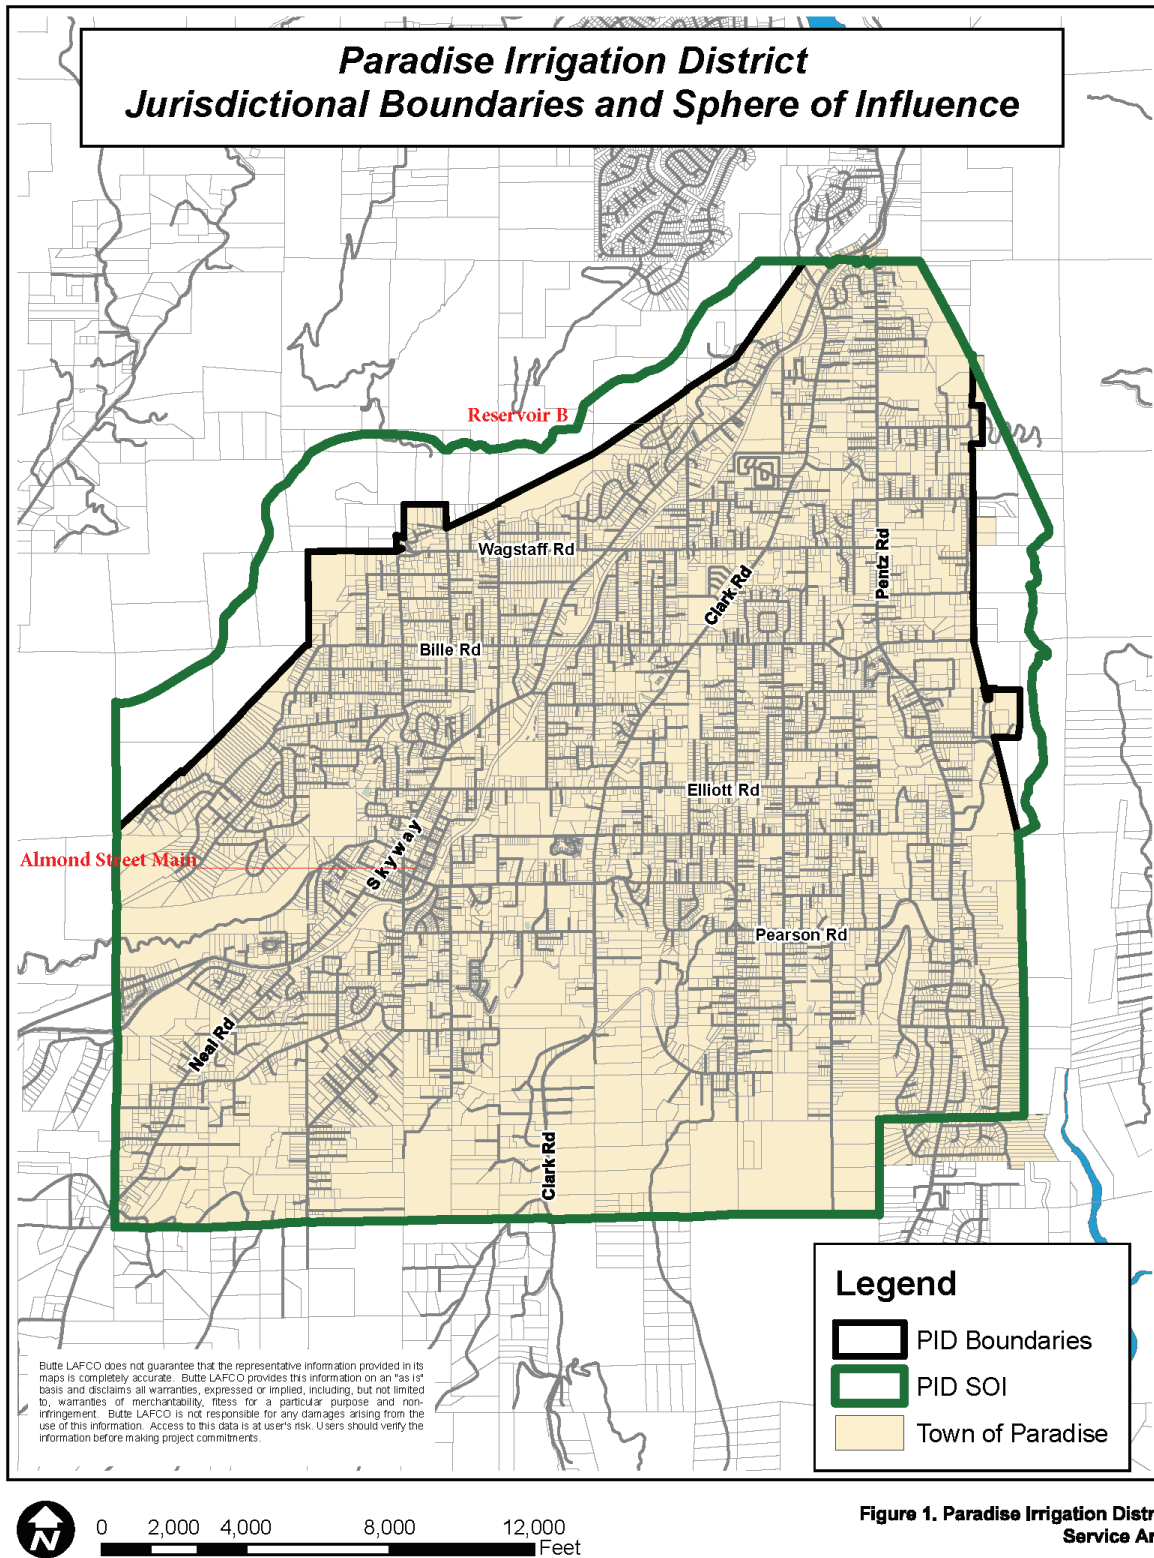 Paradise Irrigation District
Jurisdictional Boundaries and Sphere of Influence
Reservoir B
Wagstaff Rd
Pentz Rd
Clark Rd
Bille Rd
Elliott Rd
Skyway
Almond Street Main
Pearson Rd
Neal Rd
Clark Rd
Legend
PID Boundaries
PID SOI
Town of Paradise
Butte LAFCO does not guarantee that the representative information provided in its
maps is completely accurate. Butte LAFCO provides this information on an "as is"
basis and disclaims all warranties, expressed or implied, including, but not limited
to, warranties of merchantability, fitess for a particular purpose and non-
infringement. Butte LAFCO is not responsible for any damages arising from the
use of this information. Access to this data is at user's risk. Users should verify the
information before making project commitments.
N
0 2,000 4,000 8,000 12,000
Feet
Figure 1. Paradise Irrigation Distr
Service Ar